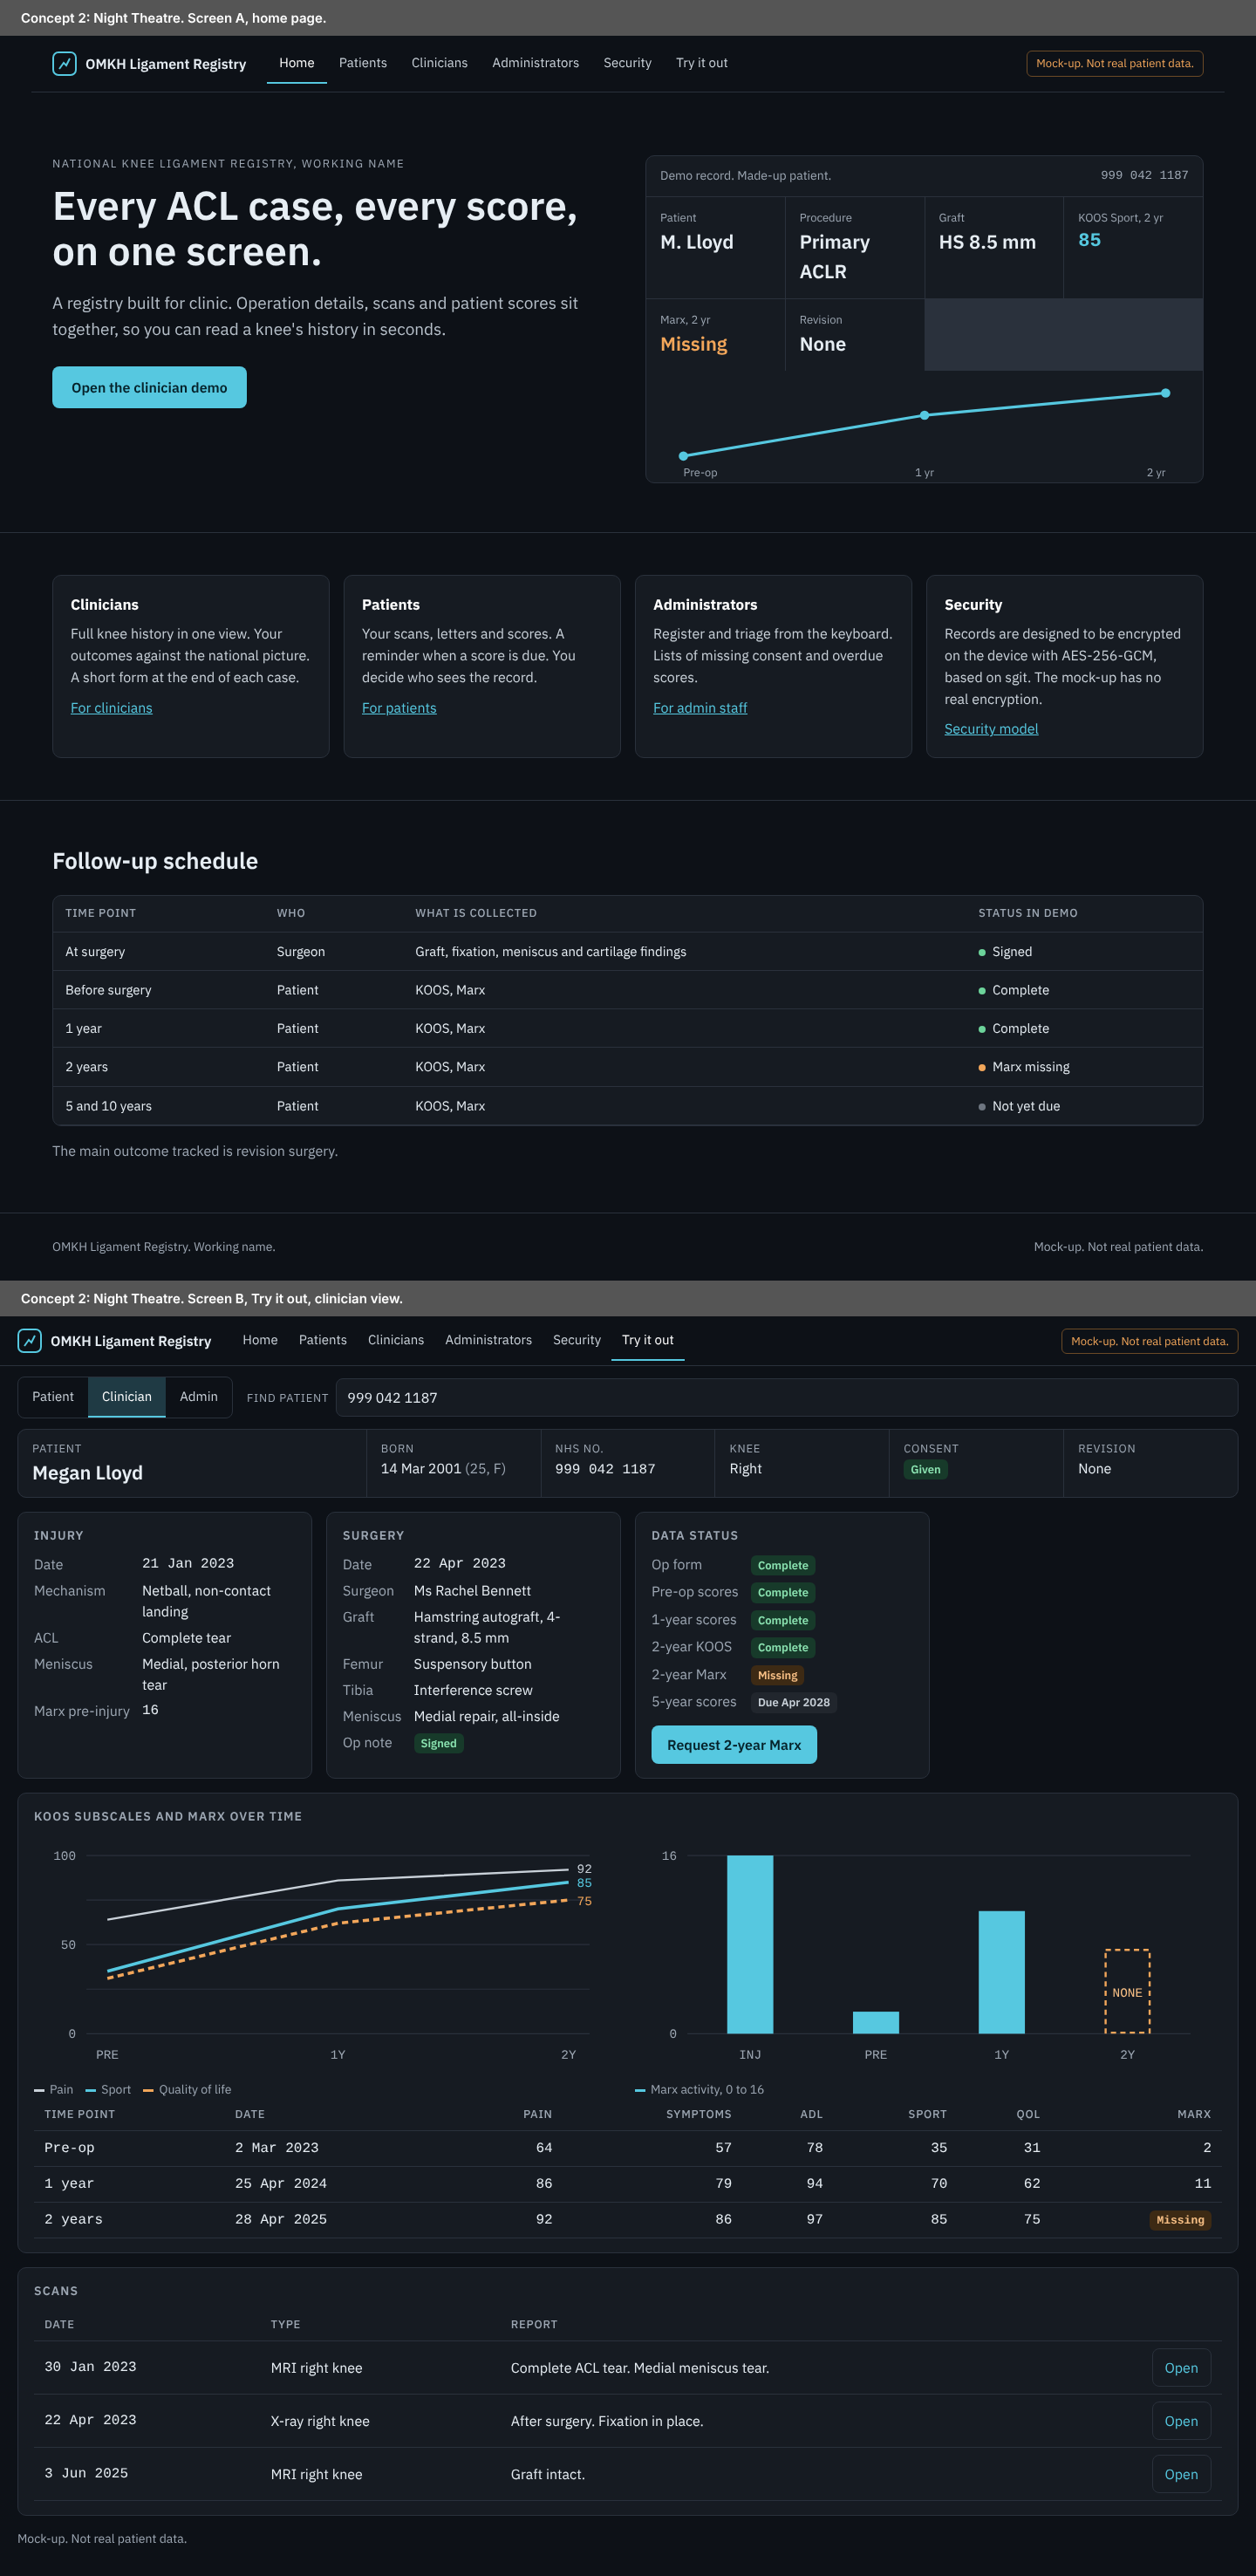 Concept 2: Night Theatre. Screen A, home page.
OMKH Ligament Registry
Home
Patients
Clinicians
Administrators
Security
Try it out
Mock-up. Not real patient data.
NATIONAL KNEE LIGAMENT REGISTRY, WORKING NAME
Every ACL case, every score,
on one screen.
A registry built for clinic. Operation details, scans and patient scores sit
together, so you can read a knee's history in seconds.
Open the clinician demo
Demo record. Made-up patient.
999 042 1187
Patient
M. Lloyd
Procedure
Primary
ACLR
Graft
HS 8.5 mm
KOOS Sport, 2 yr
85
Marx, 2 yr
Missing
Revision
None
Pre-op
1 yr
2 yr
Clinicians
Full knee history in one view. Your
outcomes against the national picture.
A short form at the end of each case.
For clinicians
Patients
Your scans, letters and scores. A
reminder when a score is due. You
decide who sees the record.
For patients
Administrators
Register and triage from the keyboard.
Lists of missing consent and overdue
scores.
For admin staff
Security
Records are designed to be encrypted
on the device with AES-256-GCM,
based on sgit. The mock-up has no
real encryption.
Security model
Follow-up schedule
TIME POINT WHO WHAT IS COLLECTED STATUS IN DEMO
At surgery Surgeon Graft, fixation, meniscus and cartilage findings Signed
Before surgery Patient KOOS, Marx Complete
1 year Patient KOOS, Marx Complete
2 years Patient KOOS, Marx Marx missing
5 and 10 years Patient KOOS, Marx Not yet due
The main outcome tracked is revision surgery.
OMKH Ligament Registry. Working name.
Mock-up. Not real patient data.
Concept 2: Night Theatre. Screen B, Try it out, clinician view.
OMKH Ligament Registry
Home
Patients
Clinicians
Administrators
Security
Try it out
Mock-up. Not real patient data.
Patient
Clinician
Admin
FIND PATIENT
999 042 1187
PATIENT
Megan Lloyd
BORN
14 Mar 2001 (25, F)
NHS NO.
999 042 1187
KNEE
Right
CONSENT
Given
REVISION
None
INJURY
Date 21 Jan 2023
Mechanism Netball, non-contact
landing
ACL Complete tear
Meniscus Medial, posterior horn
tear
Marx pre-injury 16
SURGERY
Date 22 Apr 2023
Surgeon Ms Rachel Bennett
Graft Hamstring autograft, 4-
strand, 8.5 mm
Femur Suspensory button
Tibia Interference screw
Meniscus Medial repair, all-inside
Op note Signed
DATA STATUS
Op form Complete
Pre-op scores Complete
1-year scores Complete
2-year KOOS Complete
2-year Marx Missing
5-year scores Due Apr 2028
Request 2-year Marx
KOOS SUBSCALES AND MARX OVER TIME
100
50
0
92
85
75
PRE
1Y
2Y
Pain
Sport
Quality of life
16
0
NONE
INJ
PRE
1Y
2Y
Marx activity, 0 to 16
TIME POINT DATE PAIN SYMPTOMS ADL SPORT QOL MARX
Pre-op 2 Mar 2023 64 57 78 35 31 2
1 year 25 Apr 2024 86 79 94 70 62 11
2 years 28 Apr 2025 92 86 97 85 75 Missing
SCANS
DATE TYPE REPORT
30 Jan 2023 MRI right knee Complete ACL tear. Medial meniscus tear. Open
22 Apr 2023 X-ray right knee After surgery. Fixation in place. Open
3 Jun 2025 MRI right knee Graft intact. Open
Mock-up. Not real patient data.